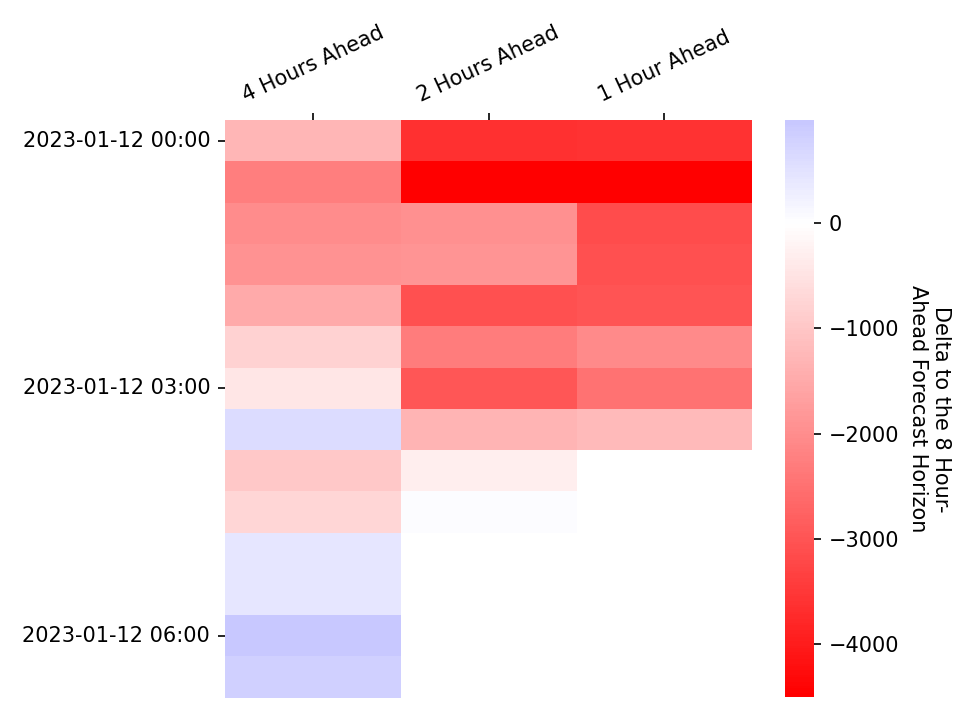 4 Hours Ahead
2 Hours Ahead
1 Hour Ahead
2023-01-12 00:00
2023-01-12 03:00
2023-01-12 06:00
0
−1000
−2000
−3000
−4000
Delta to the 8 Hour-
Ahead Forecast Horizon